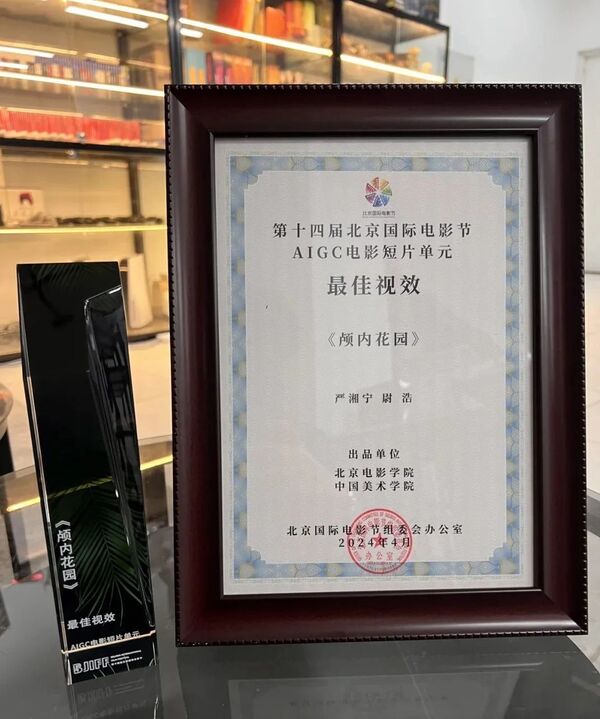 北京国际电影节
第十四届北京国际电影节
AIGC电影短片单元
最佳视效
《颅内花园》
严湘宁 尉 浩
出品单位
北京电影学院
中国美术学院
北京国际电影节组委会办公室
2024年4月
办公室
《颅内花园》
最佳视效
AIGC电影短片单元
BJIFF